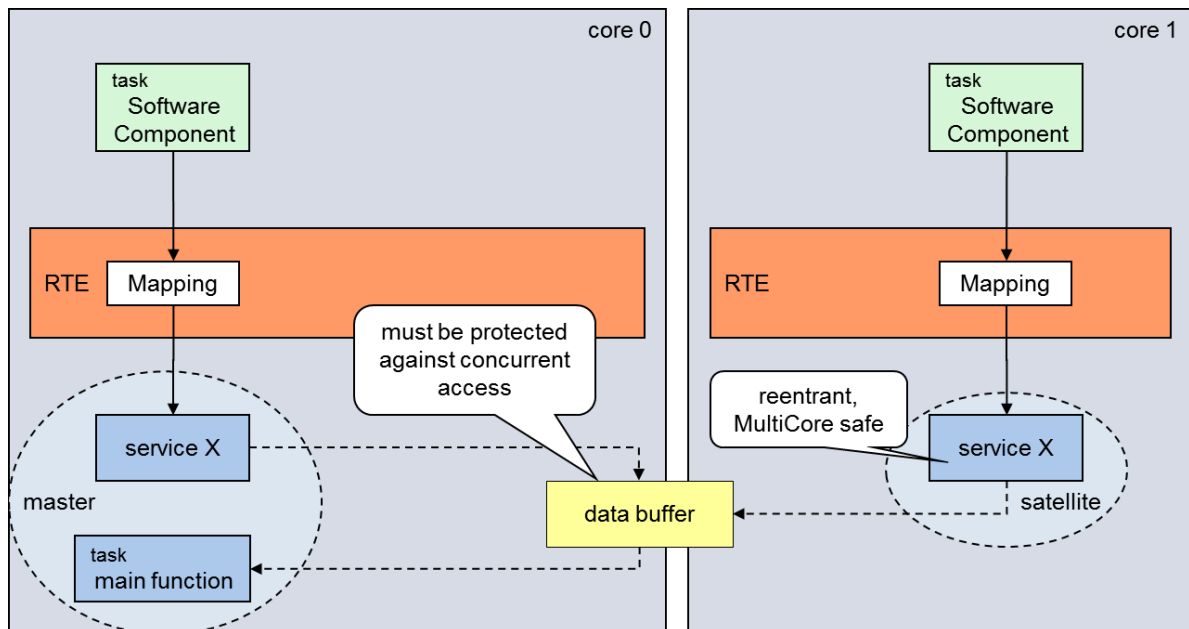 core 0
core 1
task
Software
Component
task
Software
Component
RTE
Mapping
RTE
Mapping
must be protected
against concurrent
access
reentrant,
MultiCore safe
service X
service X
master
satellite
data buffer
task
main function